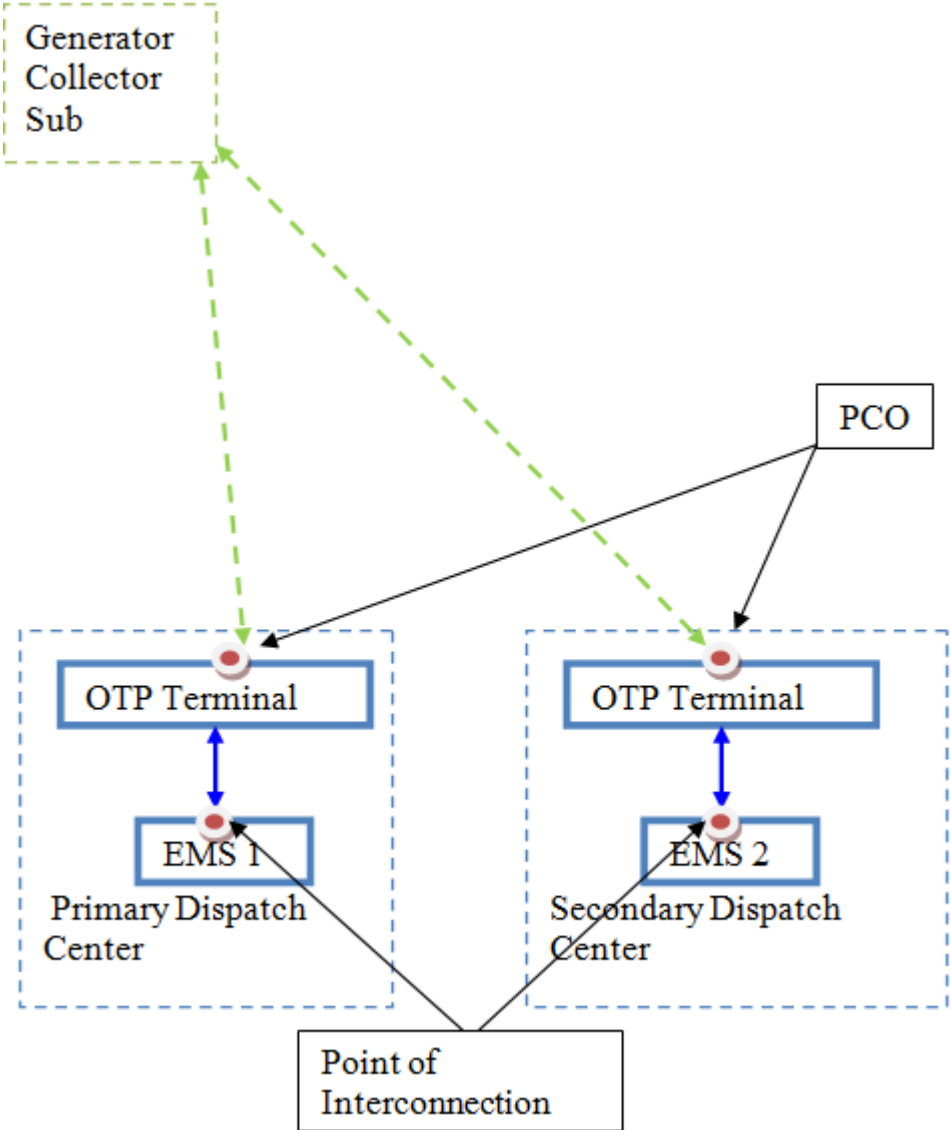 Generator
Collector
Sub
PCO
OTP Terminal
OTP Terminal
EMS 1
EMS 2
Primary Dispatch
Center
Secondary Dispatch
Center
Point of
Interconnection